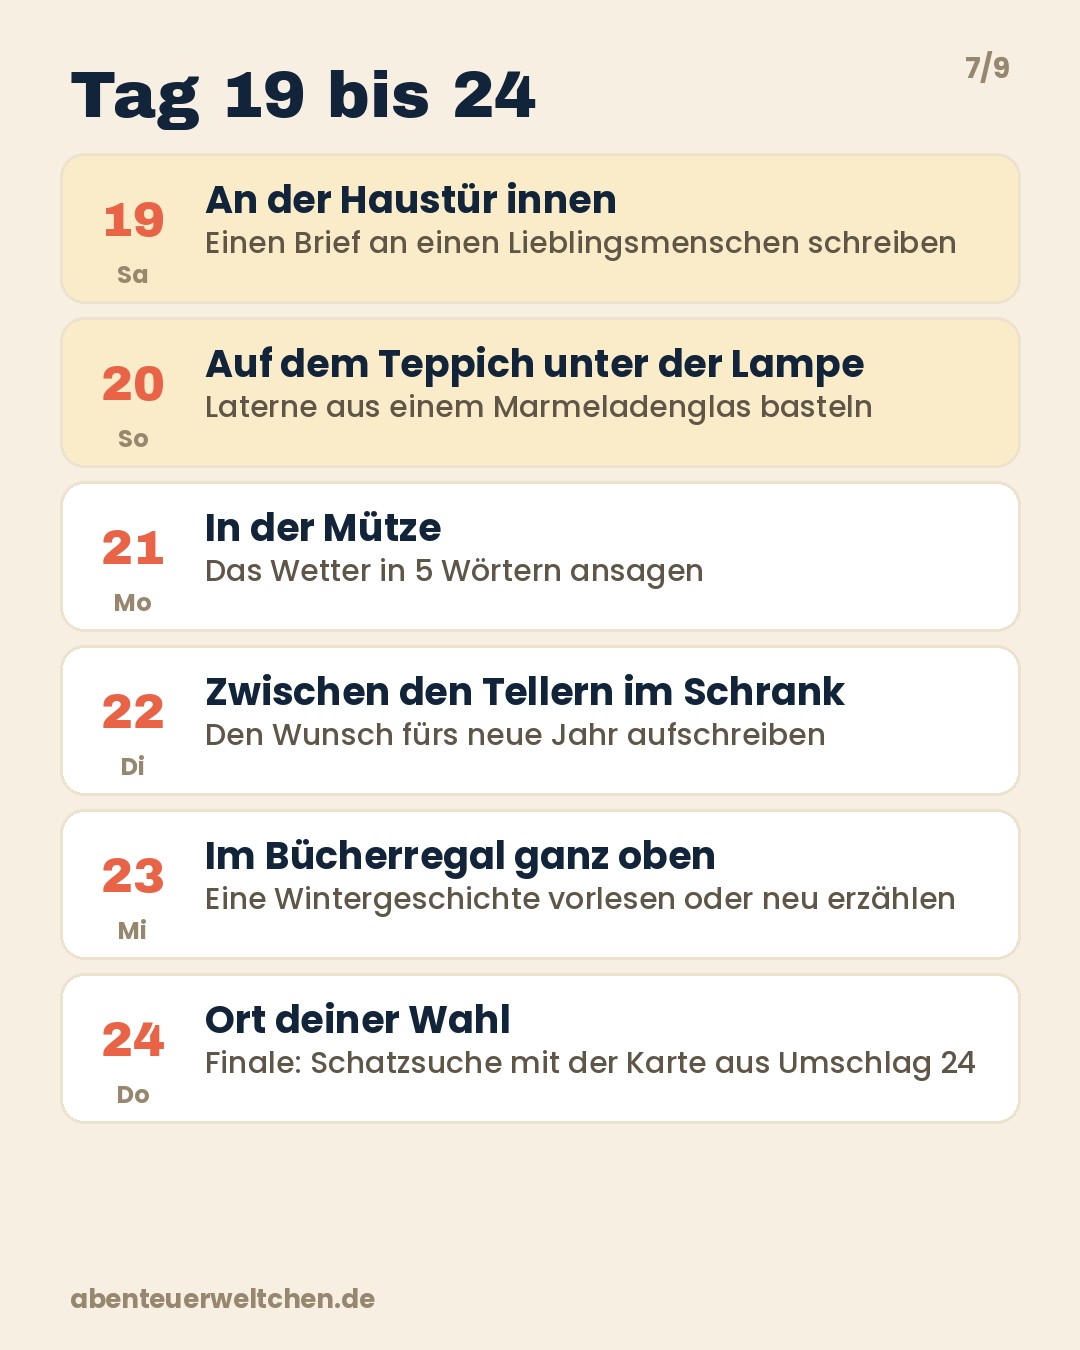 Tag 19 bis 24
7/9
19
Sa
An der Haustür innen
Einen Brief an einen Lieblingsmenschen schreiben
20
So
Auf dem Teppich unter der Lampe
Laterne aus einem Marmeladenglas basteln
21
Mo
In der Mütze
Das Wetter in 5 Wörtern ansagen
22
Di
Zwischen den Tellern im Schrank
Den Wunsch fürs neue Jahr aufschreiben
23
Mi
Im Bücherregal ganz oben
Eine Wintergeschichte vorlesen oder neu erzählen
24
Do
Ort deiner Wahl
Finale: Schatzsuche mit der Karte aus Umschlag 24
abenteuerweltchen.de